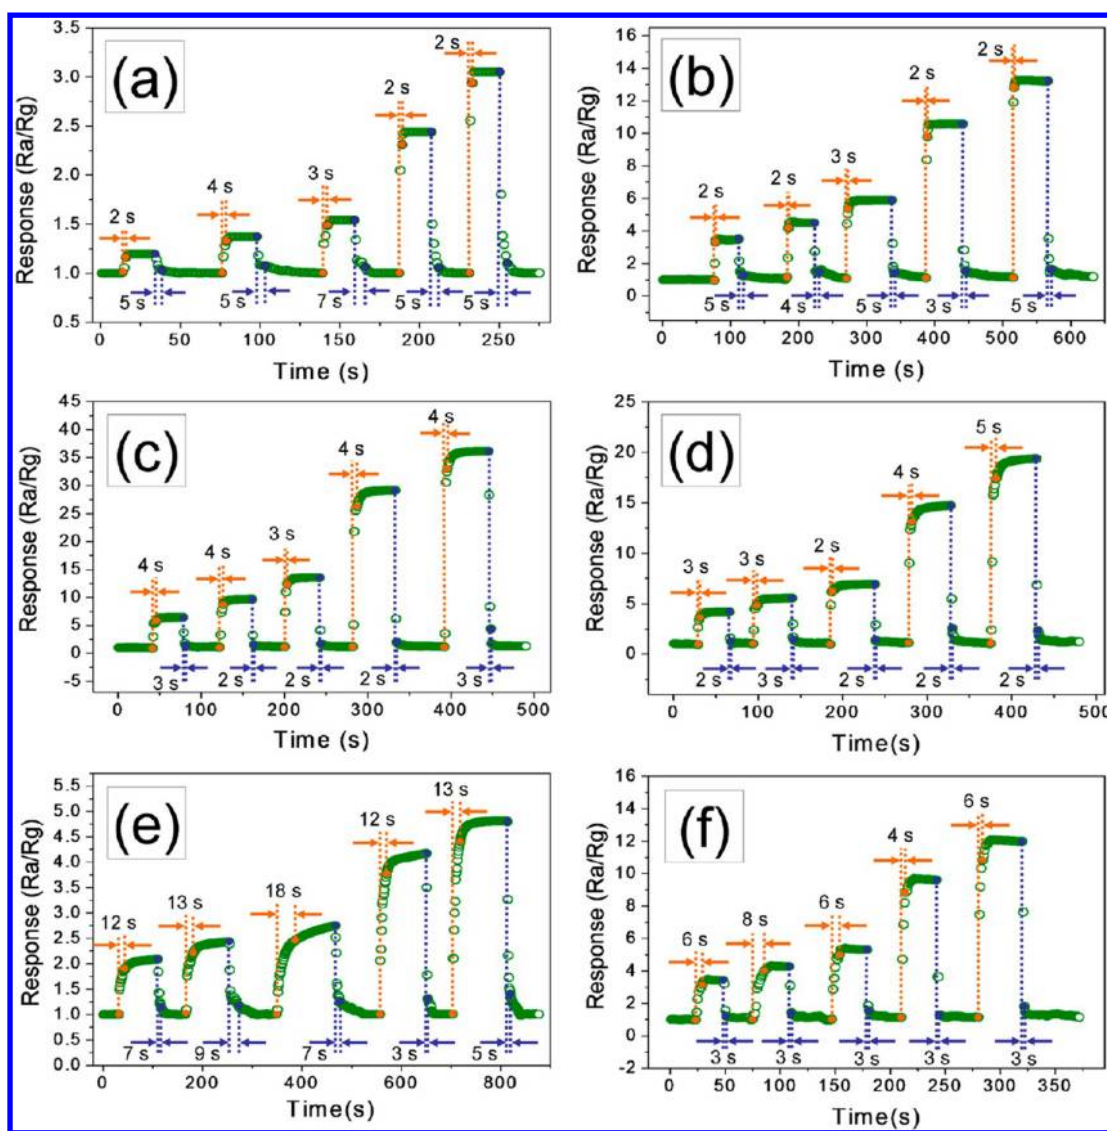 (a)
Response (Ra/Rg)
3.5
3.0
2.5
2.0
1.5
1.0
0.5
2 s
4 s
3 s
2 s
2 s
5 s
5 s
7 s
5 s
5 s
0
50
100
150
200
250
Time (s)
(b)
Response (Ra/Rg)
16
14
12
10
8
6
4
2
0
2 s
2 s
3 s
2 s
2 s
5 s
4 s
5 s
3 s
5 s
0
100
200
300
400
500
600
Time (s)
(c)
Response (Ra/Rg)
45
40
35
30
25
20
15
10
5
0
-5
4 s
4 s
3 s
4 s
4 s
3 s
2 s
2 s
2 s
3 s
0
100
200
300
400
500
Time (s)
(d)
Response (Ra/Rg)
25
20
15
10
5
0
3 s
3 s
2 s
4 s
5 s
2 s
3 s
2 s
2 s
2 s
0
100
200
300
400
500
Time(s)
(e)
Response (Ra/Rg)
5.5
5.0
4.5
4.0
3.5
3.0
2.5
2.0
1.5
1.0
0.5
0.0
12 s
13 s
18 s
12 s
13 s
7 s
9 s
7 s
3 s
5 s
0
200
400
600
800
Time(s)
(f)
Response (Ra/Rg)
16
14
12
10
8
6
4
2
0
-2
6 s
8 s
6 s
4 s
6 s
3 s
3 s
3 s
3 s
3 s
0
50
100
150
200
250
300
350
Time(s)